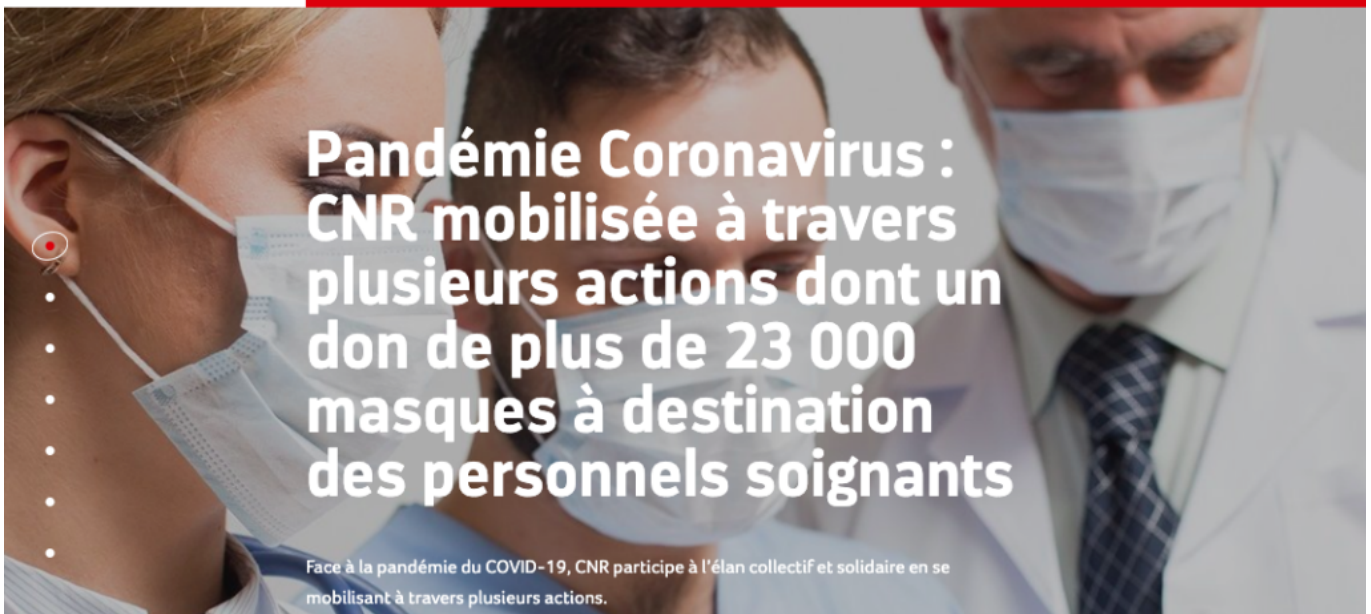 Pandémie Coronavirus :
CNR mobilisée à travers
plusieurs actions dont un
don de plus de 23 000
masques à destination
des personnels soignants
Face à la pandémie du COVID-19, CNR participe à l'élan collectif et solidaire en se
mobilisant à travers plusieurs actions.